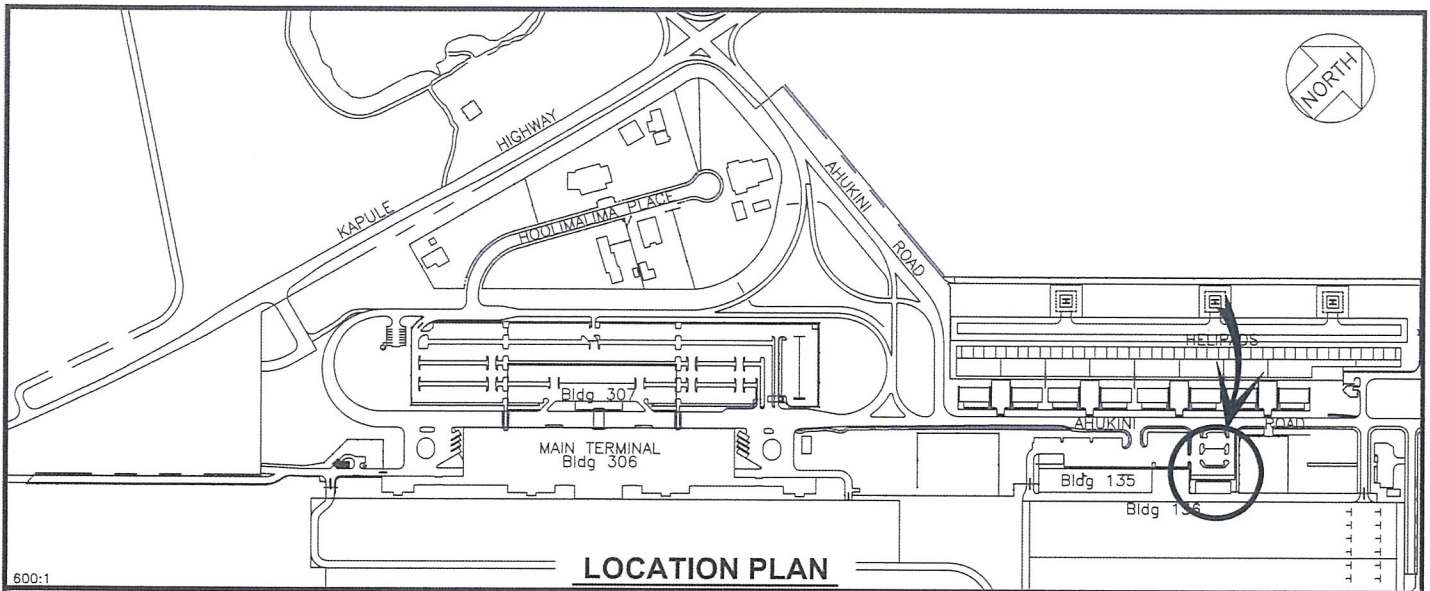 NORTH
KAPULE
HIGHWAY
HOOLIMALIMA PLACE
AHUKINI
ROAD
H
H
H
HELIPADS
Bldg 307
MAIN TERMINAL
Bldg 306
AHUKINI
ROAD
Bldg 135
Bldg 136
LOCATION PLAN
600:1